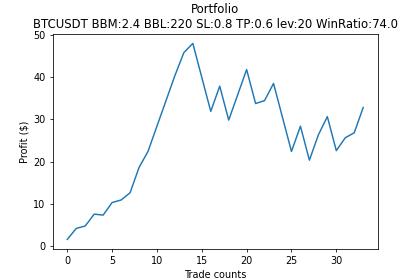 Portfolio
BTCUSDT BBM:2.4 BBL:220 SL:0.8 TP:0.6 lev:20 WinRatio:74.0
50
40
30
20
10
0
Profit ($)
0 5 10 15 20 25 30
Trade counts